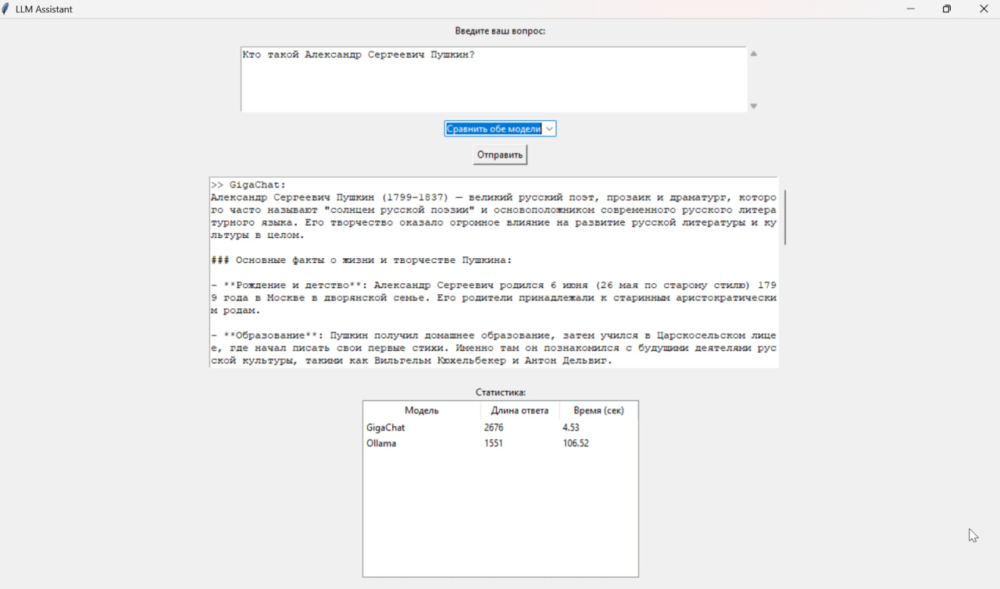 LLM Assistant
Введите ваш вопрос:
Кто такой Александр Сергеевич Пушкин?
Сравнить обе модели
Отправить
>> GigaChat:
Александр Сергеевич Пушкин (1799–1837) — великий русский поэт, прозаик и драматург, которо
го часто называют "солнцем русской поэзии" и основоположником современного русского литера
турного языка. Его творчество оказало огромное влияние на развитие русской литературы и ку
льтуры в целом.
### Основные факты о жизни и творчестве Пушкина:
- **Рождение и детство**: Александр Сергеевич родился 6 июня (26 мая по старому стилю) 179
9 года в Москве в дворянской семье. Его родители принадлежали к старинным аристократически
м родам.
- **Образование**: Пушкин получил домашнее образование, затем учился в Царскосельском лице
е, где начал писать свои первые стихи. Именно там он познакомился с будущими деятелями рус
ской культуры, такими как Вильгельм Кюхельбекер и Антон Дельвиг.
Статистика:
Модель Длина ответа Время (сек)
GigaChat 2676 4.53
Ollama 1551 106.52